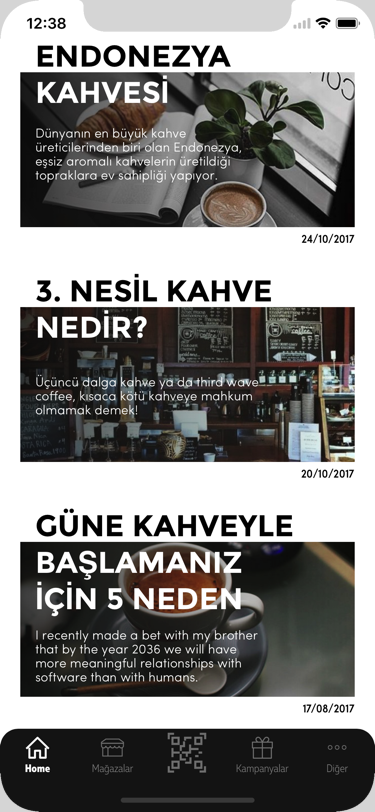 12:38
ENDONEZYA
KAHVESİ
Dünyanın en büyük kahve
üreticilerinden biri olan Endonezya,
eşsiz aromalı kahvelerin üretildiği
topraklara ev sahipliği yapıyor.
24/10/2017
3. NESİL KAHVE
NEDİR?
Üçüncü dalga kahve ya da third wave
coffee, kısaca kötü kahveye mahkum
olmamak demek!
20/10/2017
GÜNE KAHVEYLE
BAŞLAMANIZ
İÇİN 5 NEDEN
I recently made a bet with my brother
that by the year 2036 we will have
more meaningful relationships with
software than with humans.
17/08/2017
Home
Mağazalar
Kampanyalar
Diğer